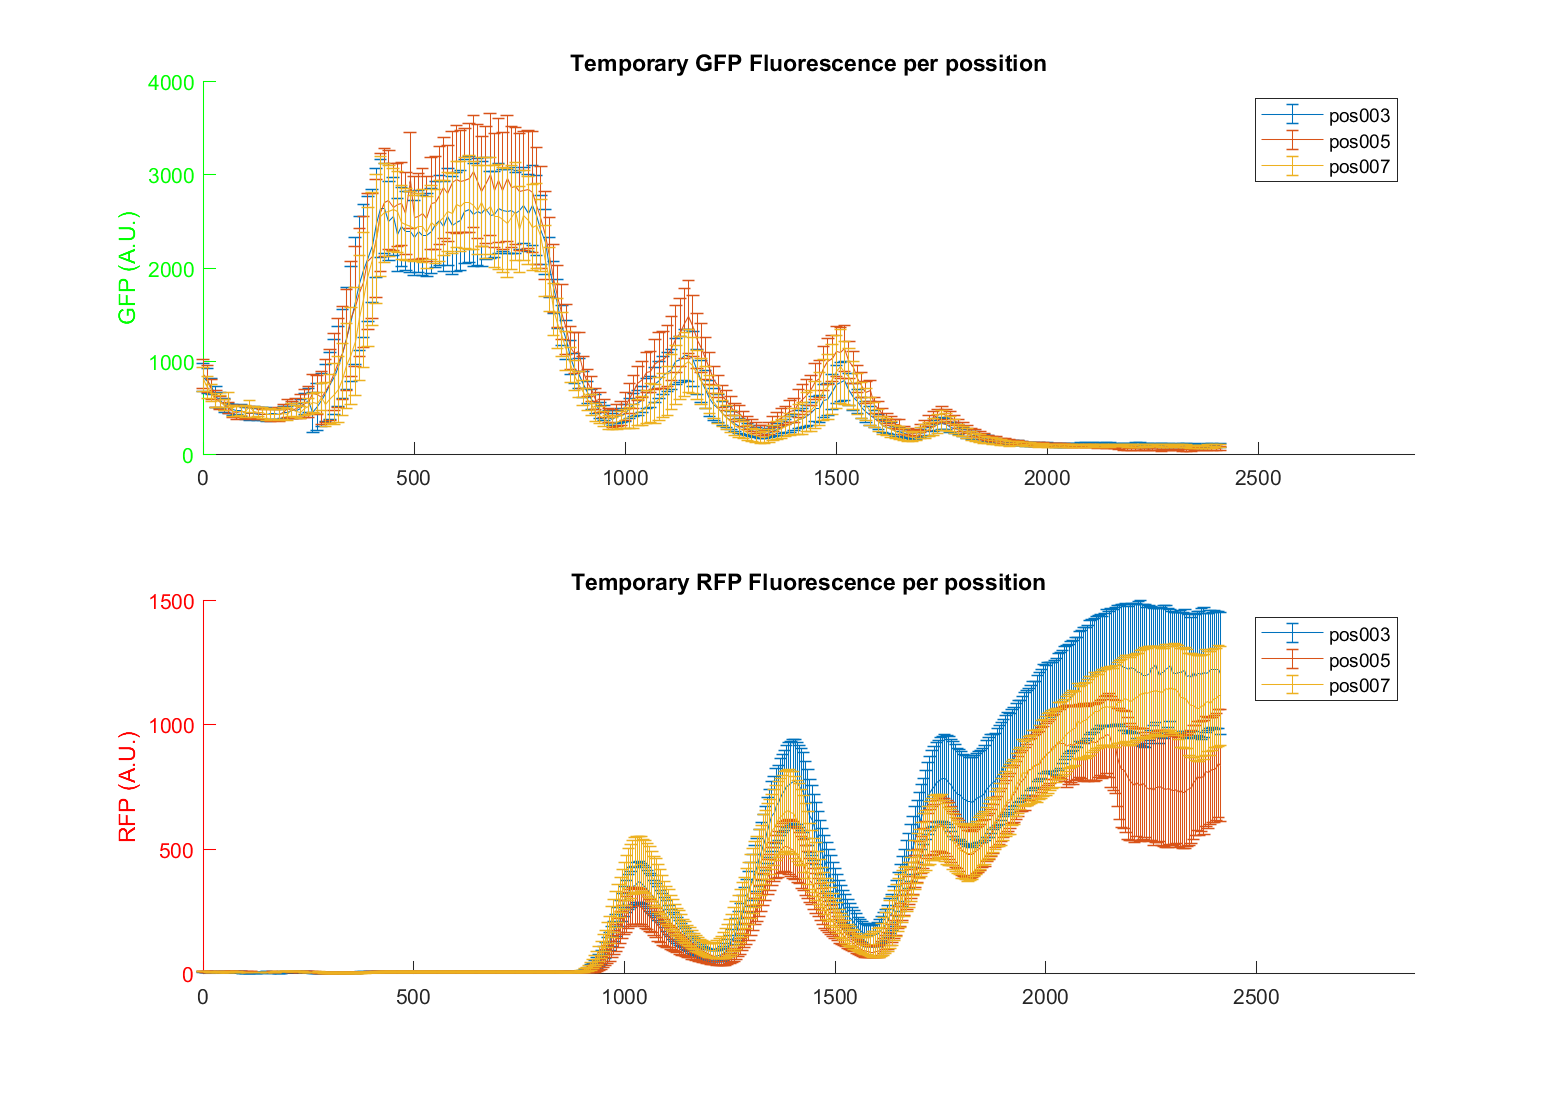 Temporary GFP Fluorescence per possition
4000
3000
2000
1000
0
GFP (A.U.)
0 500 1000 1500 2000 2500
pos003
pos005
pos007
Temporary RFP Fluorescence per possition
1500
1000
500
0
RFP (A.U.)
0 500 1000 1500 2000 2500
pos003
pos005
pos007